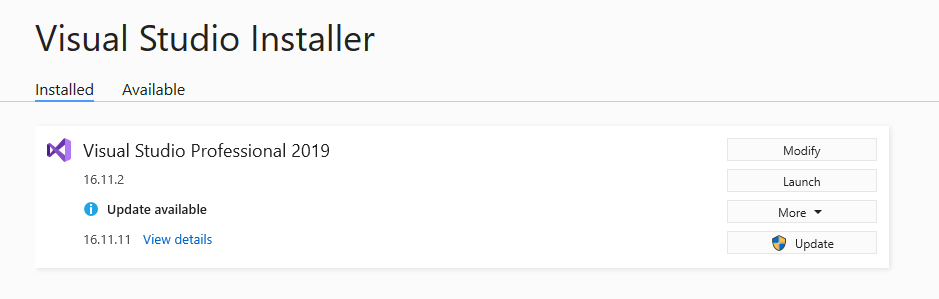 Visual Studio Installer
Installed Available
Visual Studio Professional 2019
16.11.2
Update available
16.11.11 View details
Modify
Launch
More
Update